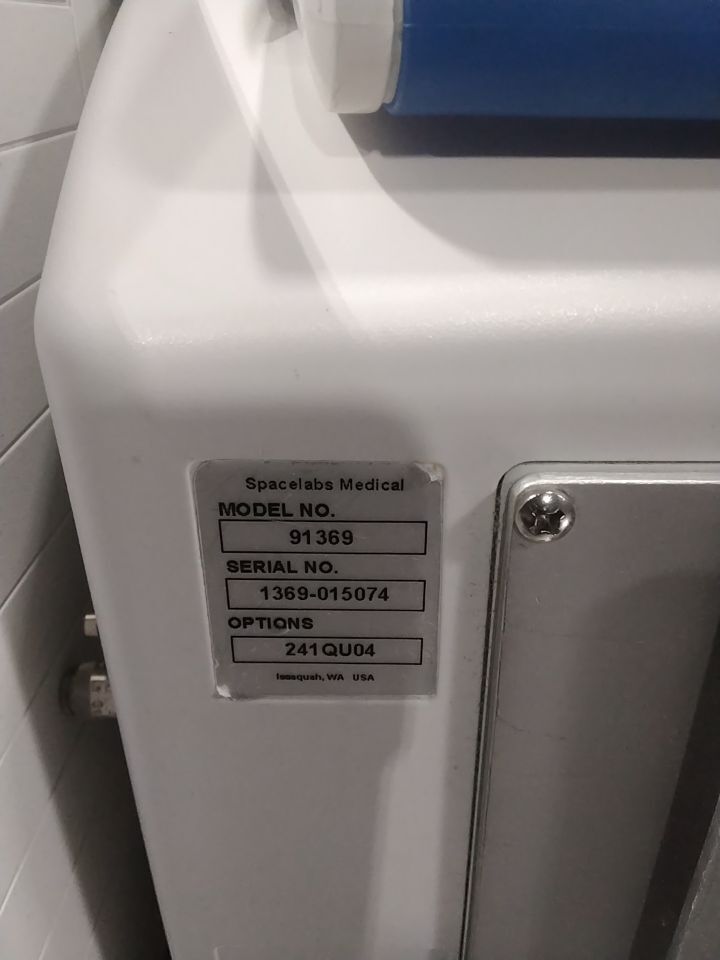 Spacelabs Medical
MODEL NO.
91369
SERIAL NO.
1369-015074
OPTIONS
241QU04
Issaquah, WA USA